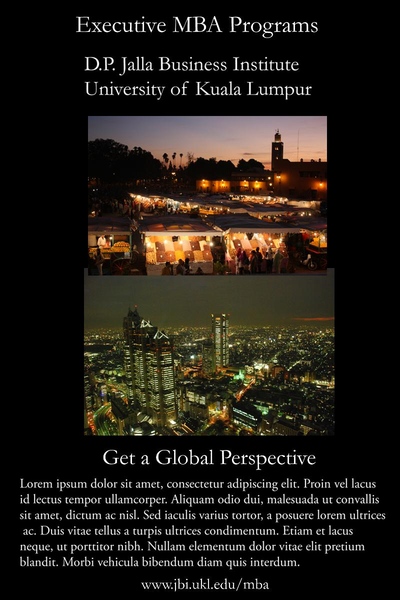 Executive MBA Programs
D.P. Jalla Business Institute
University of Kuala Lumpur
Get a Global Perspective
Lorem ipsum dolor sit amet, consectetur adipiscing elit. Proin vel lacus
id lectus tempor ullamcorper. Aliquam odio dui, malesuada ut convallis
sit amet, dictum ac nisl. Sed iaculis varius tortor, a posuere lorem ultrices
ac. Duis vitae tellus a turpis ultrices condimentum. Etiam et lacus
neque, ut porttitor nibh. Nullam elementum dolor vitae elit pretium
blandit. Morbi vehicula bibendum diam quis interdum.
www.jbi.ukl.edu/mba